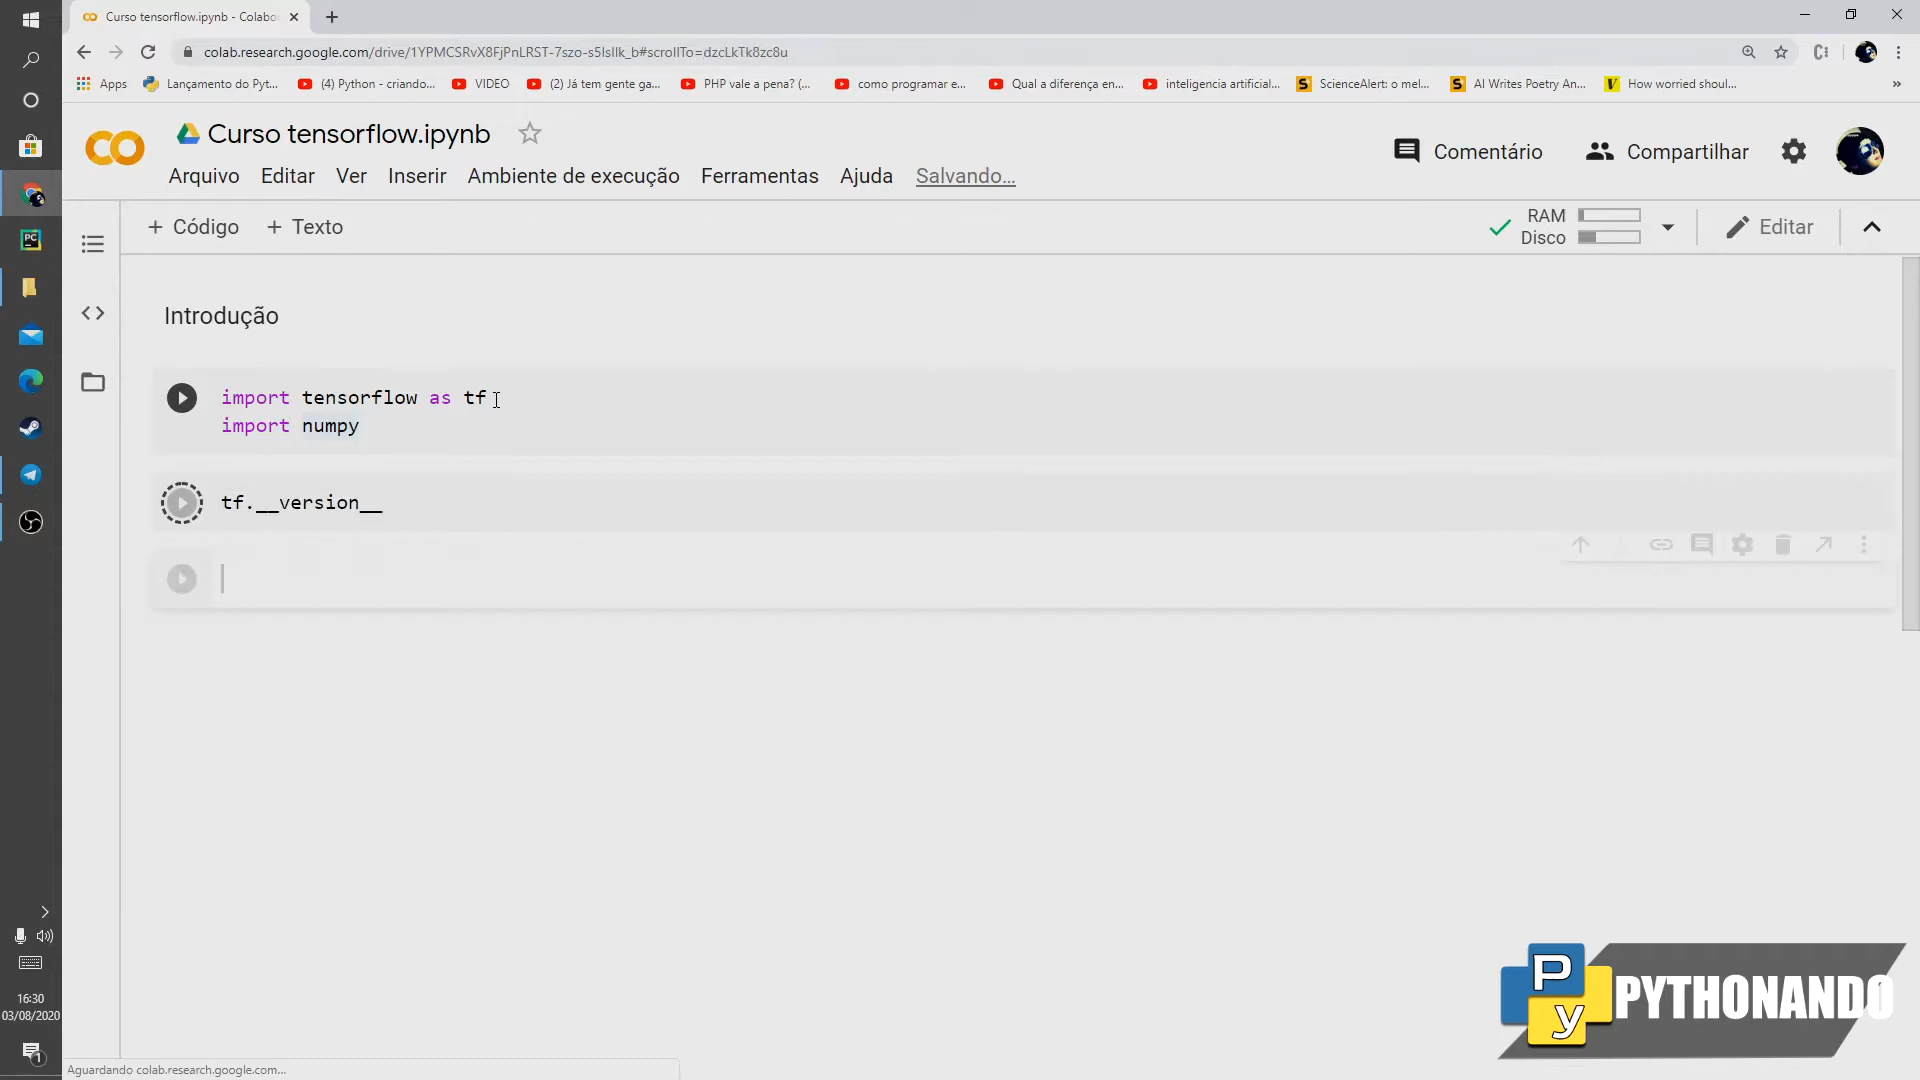 Curso tensorflow.ipynb - Colabo
colab.research.google.com/drive/1YPMCSRvX8FjPnLRST-7szo-s5IsIIk_b#scrollTo=dzcLkTk8zc8u
Apps
Lançamento do Pyt...
(4) Python - criando...
VIDEO
(2) Já tem gente ga...
PHP vale a pena? (...
como programar e...
Qual a diferença en...
inteligencia artificial...
ScienceAlert: o mel...
AI Writes Poetry An...
How worried shoul...
»
Curso tensorflow.ipynb
Comentário
Compartilhar
Arquivo Editar Ver Inserir Ambiente de execução Ferramentas Ajuda Salvando...
+ Código + Texto
RAM
Disco
Editar
Introdução
import tensorflow as tf
import numpy
tf.__version__
16:30
03/08/2020
1
Aguardando colab.research.google.com...
Py
PYTHONANDO